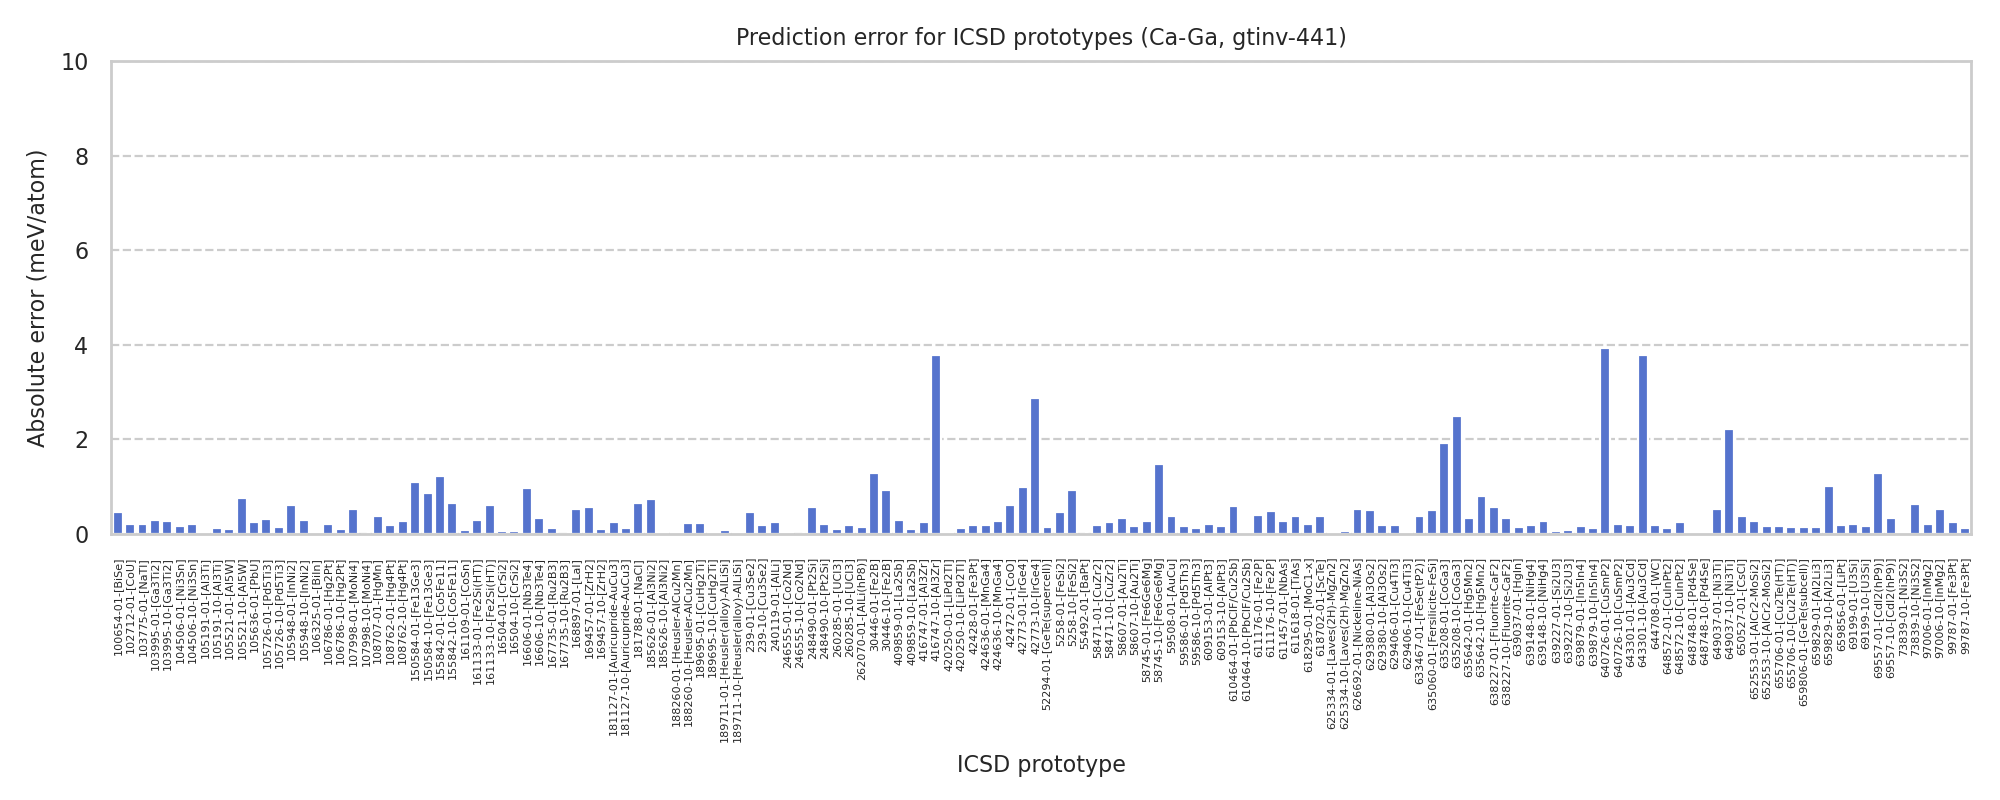 Prediction error for ICSD prototypes (Ca-Ga, gtinv-441)
Absolute error (meV/atom)
10
8
6
4
2
0
100654-01-[BiSe]
102712-01-[CoU]
103775-01-[NaTl]
103995-01-[Ga3Ti2]
103995-10-[Ga3Ti2]
104506-01-[Ni3Sn]
104506-10-[Ni3Sn]
105191-01-[Al3Ti]
105191-10-[Al3Ti]
105521-01-[Al5W]
105521-10-[Al5W]
105636-01-[PbU]
105726-01-[Pd5Ti3]
105726-10-[Pd5Ti3]
105948-01-[InNi2]
105948-10-[InNi2]
106325-01-[BiIn]
106786-01-[Hg2Pt]
106786-10-[Hg2Pt]
107998-01-[MoNi4]
107998-10-[MoNi4]
108707-01-[HgMn]
108762-01-[Hg4Pt]
108762-10-[Hg4Pt]
150584-01-[Fe13Ge3]
150584-10-[Fe13Ge3]
155842-01-[Co5Fe11]
155842-10-[Co5Fe11]
161109-01-[CoSn]
161133-01-[Fe2Si(HT)]
161133-10-[Fe2Si(HT)]
16504-01-[CrSi2]
16504-10-[CrSi2]
16606-01-[Nb3Te4]
16606-10-[Nb3Te4]
167735-01-[Ru2B3]
167735-10-[Ru2B3]
168897-01-[LaI]
169457-01-[ZrH2]
169457-10-[ZrH2]
181127-01-[Auricupride-AuCu3]
181127-10-[Auricupride-AuCu3]
181788-01-[NaCl]
185626-01-[Al3Ni2]
185626-10-[Al3Ni2]
188260-01-[Heusler-AlCu2Mn]
188260-10-[Heusler-AlCu2Mn]
189695-01-[CuHg2Ti]
189695-10-[CuHg2Ti]
189711-01-[Heusler(alloy)-AlLiSi]
189711-10-[Heusler(alloy)-AlLiSi]
239-01-[Cu3Se2]
239-10-[Cu3Se2]
240119-01-[AlLi]
246555-01-[Co2Nd]
246555-10-[Co2Nd]
248490-01-[Pt2Si]
248490-10-[Pt2Si]
260285-01-[UCl3]
260285-10-[UCl3]
262070-01-[AlLi(hP8)]
30446-01-[Fe2B]
30446-10-[Fe2B]
409859-01-[La2Sb]
409859-10-[La2Sb]
416747-01-[Al3Zr]
416747-10-[Al3Zr]
420250-01-[LiPd2Tl]
420250-10-[LiPd2Tl]
42428-01-[Fe3Pt]
424636-01-[MnGa4]
424636-10-[MnGa4]
42472-01-[CoO]
42773-01-[IrGe4]
42773-10-[IrGe4]
52294-01-[GeTe(supercell)]
5258-01-[FeSi2]
5258-10-[FeSi2]
55492-01-[BaPt]
58471-01-[CuZr2]
58471-10-[CuZr2]
58607-01-[Au2Ti]
58607-10-[Au2Ti]
58745-01-[Fe6Ge6Mg]
58745-10-[Fe6Ge6Mg]
59508-01-[AuCu]
59586-01-[Pd5Th3]
59586-10-[Pd5Th3]
609153-01-[AlPt3]
609153-10-[AlPt3]
610464-01-[PbClF/Cu2Sb]
610464-10-[PbClF/Cu2Sb]
611176-01-[Fe2P]
611176-10-[Fe2P]
611457-01-[NbAs]
611618-01-[TiAs]
618295-01-[MoC1-x]
618702-01-[ScTe]
625334-01-[Laves(2H)-MgZn2]
625334-10-[Laves(2H)-MgZn2]
626692-01-[Nickeline-NiAs]
629380-01-[Al3Os2]
629380-10-[Al3Os2]
629406-01-[Cu4Ti3]
629406-10-[Cu4Ti3]
633467-01-[FeSe(tP2)]
635060-01-[Fersilicite-FeSi]
635208-01-[CoGa3]
635208-10-[CoGa3]
635642-01-[Hg5Mn2]
635642-10-[Hg5Mn2]
638227-01-[Fluorite-CaF2]
638227-10-[Fluorite-CaF2]
639037-01-[HgIn]
639148-01-[NiHg4]
639148-10-[NiHg4]
639227-01-[Si2U3]
639227-10-[Si2U3]
639879-01-[In5In4]
639879-10-[In5In4]
640726-01-[CuSmP2]
640726-10-[CuSmP2]
643301-01-[Au3Cd]
643301-10-[Au3Cd]
644708-01-[WC]
648572-01-[CuInPt2]
648572-10-[CuInPt2]
648748-01-[Pd4Se]
648748-10-[Pd4Se]
649037-01-[Ni3Ti]
649037-10-[Ni3Ti]
650527-01-[CsCl]
652553-01-[AlCr2-MoSi2]
652553-10-[AlCr2-MoSi2]
655706-01-[Cu2Te(HT)]
655706-10-[Cu2Te(HT)]
659806-01-[GeTe(subcell)]
659829-01-[Al2Li3]
659829-10-[Al2Li3]
659856-01-[LiPt]
69199-01-[U3Si]
69199-10-[U3Si]
69557-01-[CdI2(hP9)]
69557-10-[CdI2(hP9)]
73839-01-[Ni3S2]
73839-10-[Ni3S2]
97006-01-[InMg2]
97006-10-[InMg2]
99787-01-[Fe3Pt]
99787-10-[Fe3Pt]
ICSD prototype